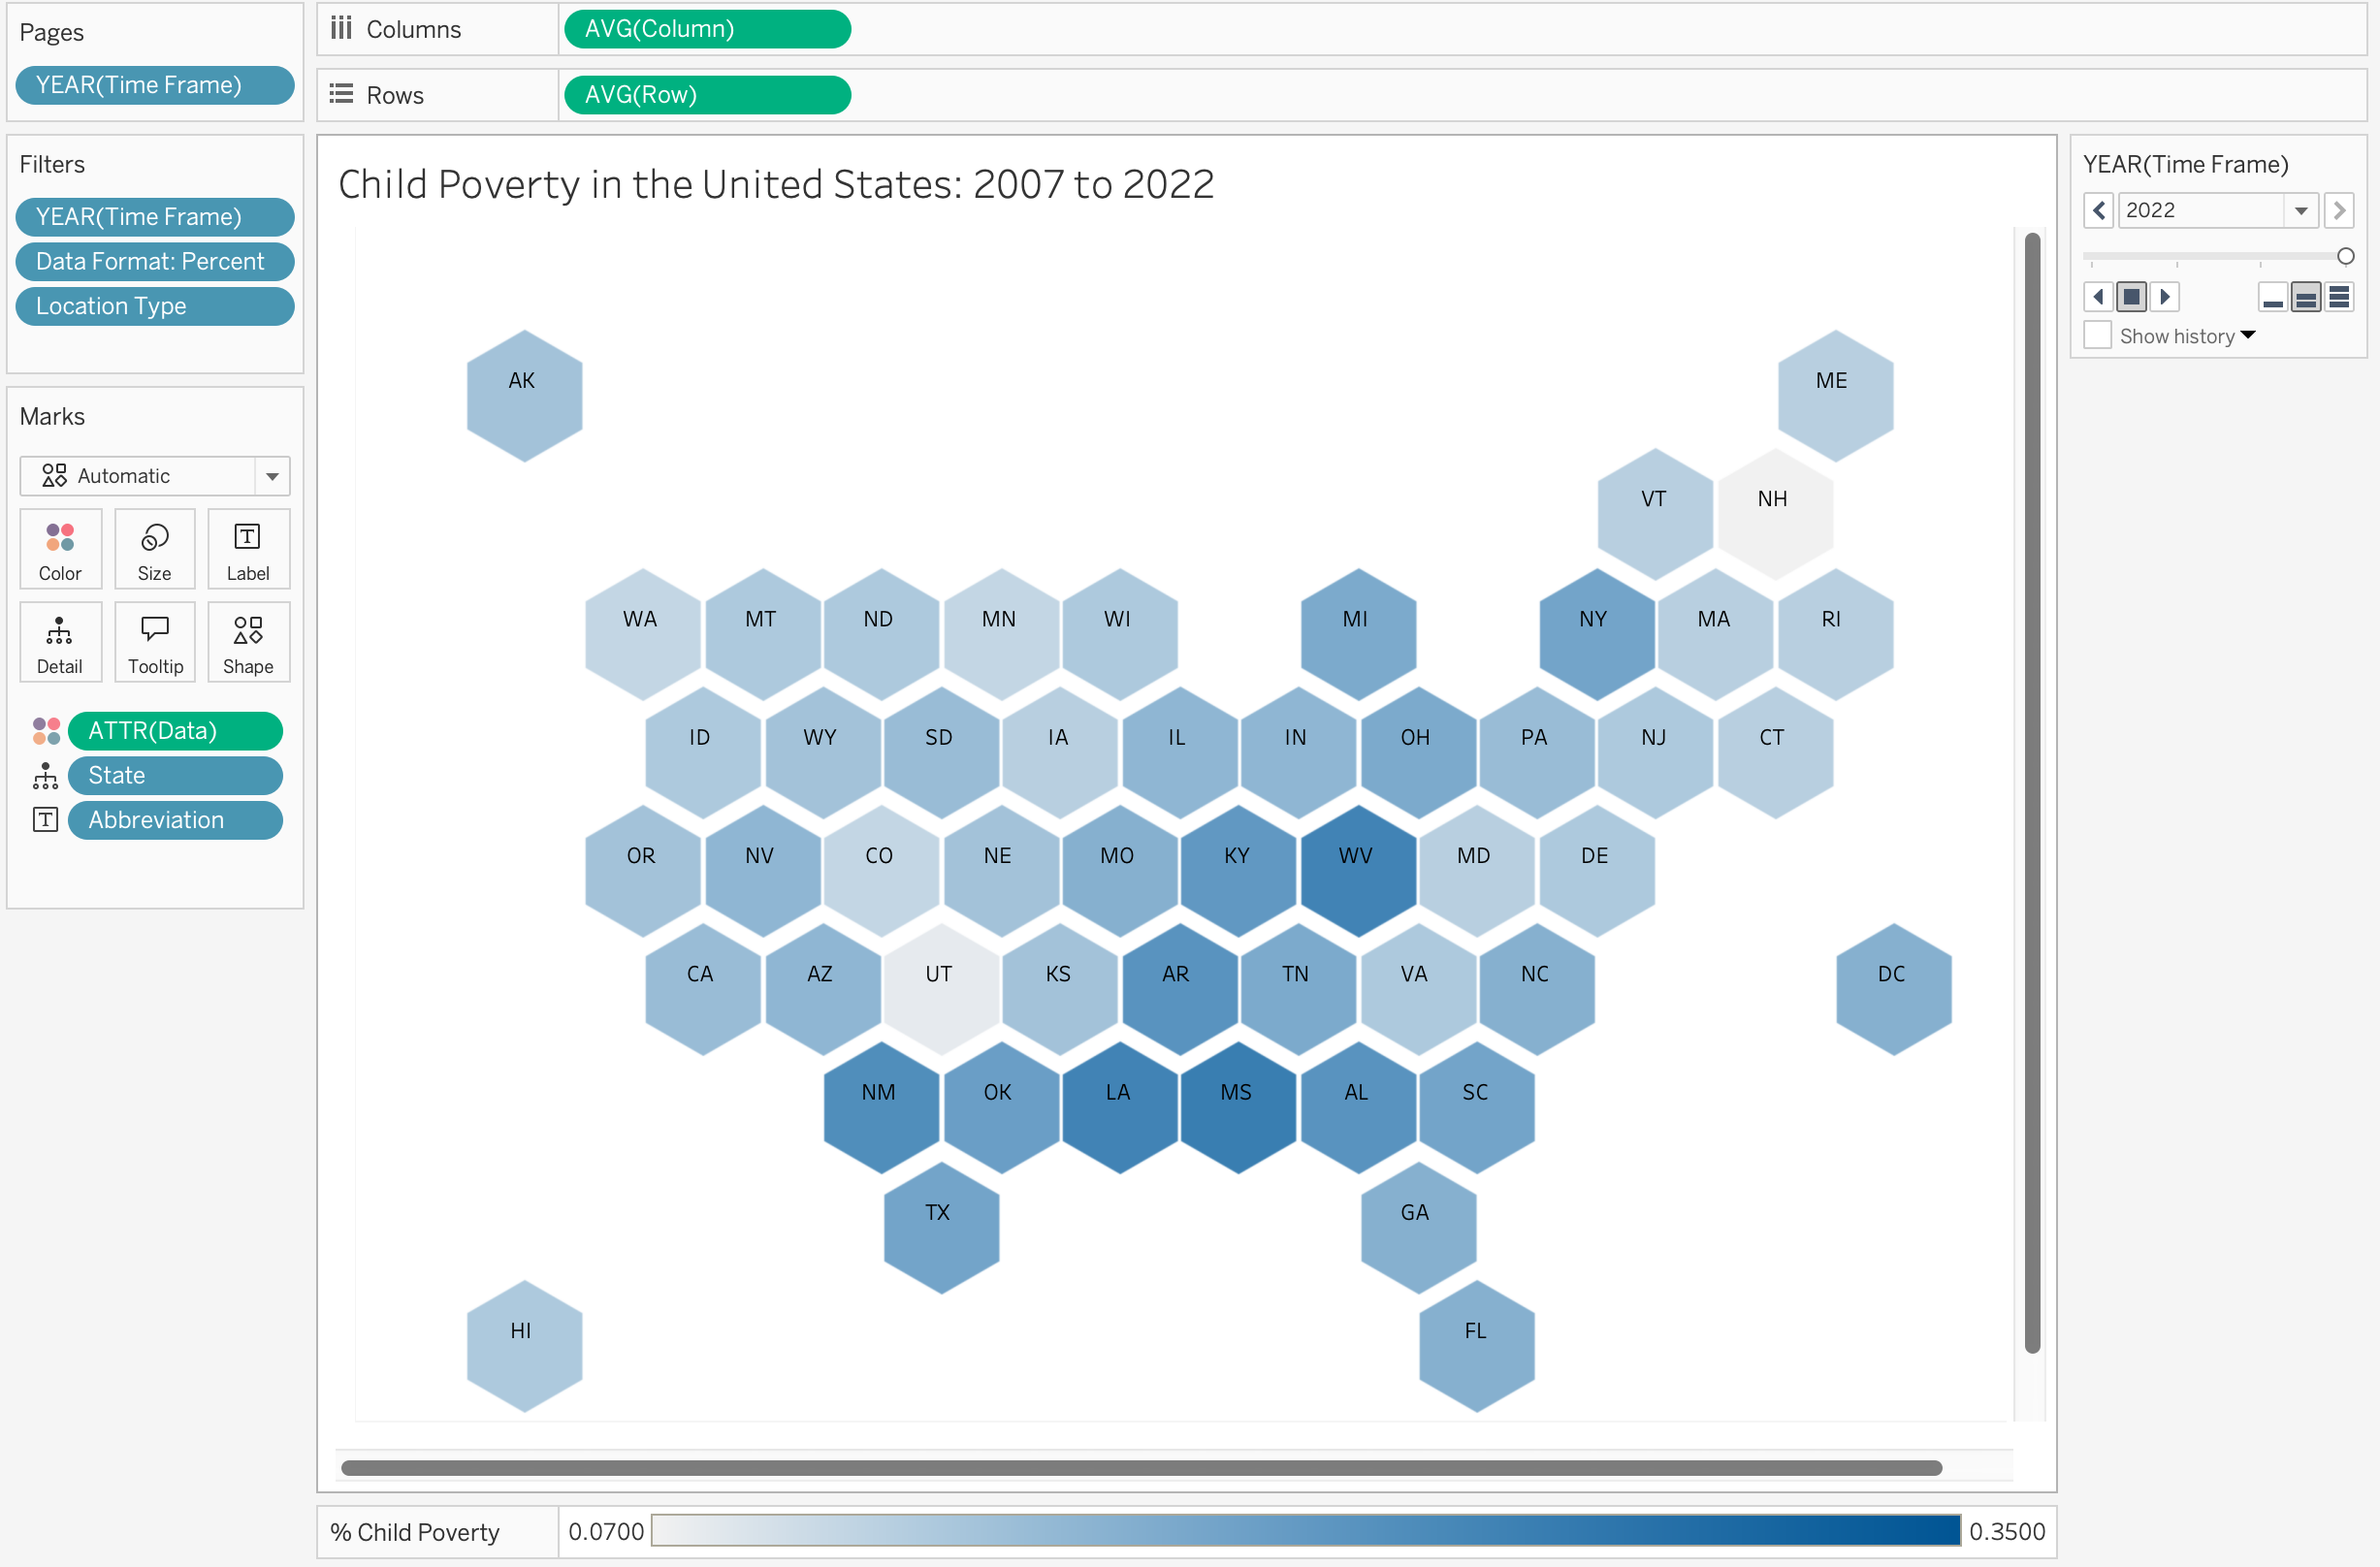 Pages
YEAR(Time Frame)
Columns
AVG(Column)
Rows
AVG(Row)
Filters
YEAR(Time Frame)
Data Format: Percent
Location Type
Marks
Automatic
Color
Size
Label
Detail
Tooltip
Shape
ATTR(Data)
State
Abbreviation
Child Poverty in the United States: 2007 to 2022
AK
ME
VT NH
WA MT ND MN WI MI NY MA RI
ID WY SD IA IL IN OH PA NJ CT
OR NV CO NE MO KY WV MD DE
CA AZ UT KS AR TN VA NC DC
NM OK LA MS AL SC
TX GA
HI FL
% Child Poverty
0.0700
0.3500
YEAR(Time Frame)
2022
Show history